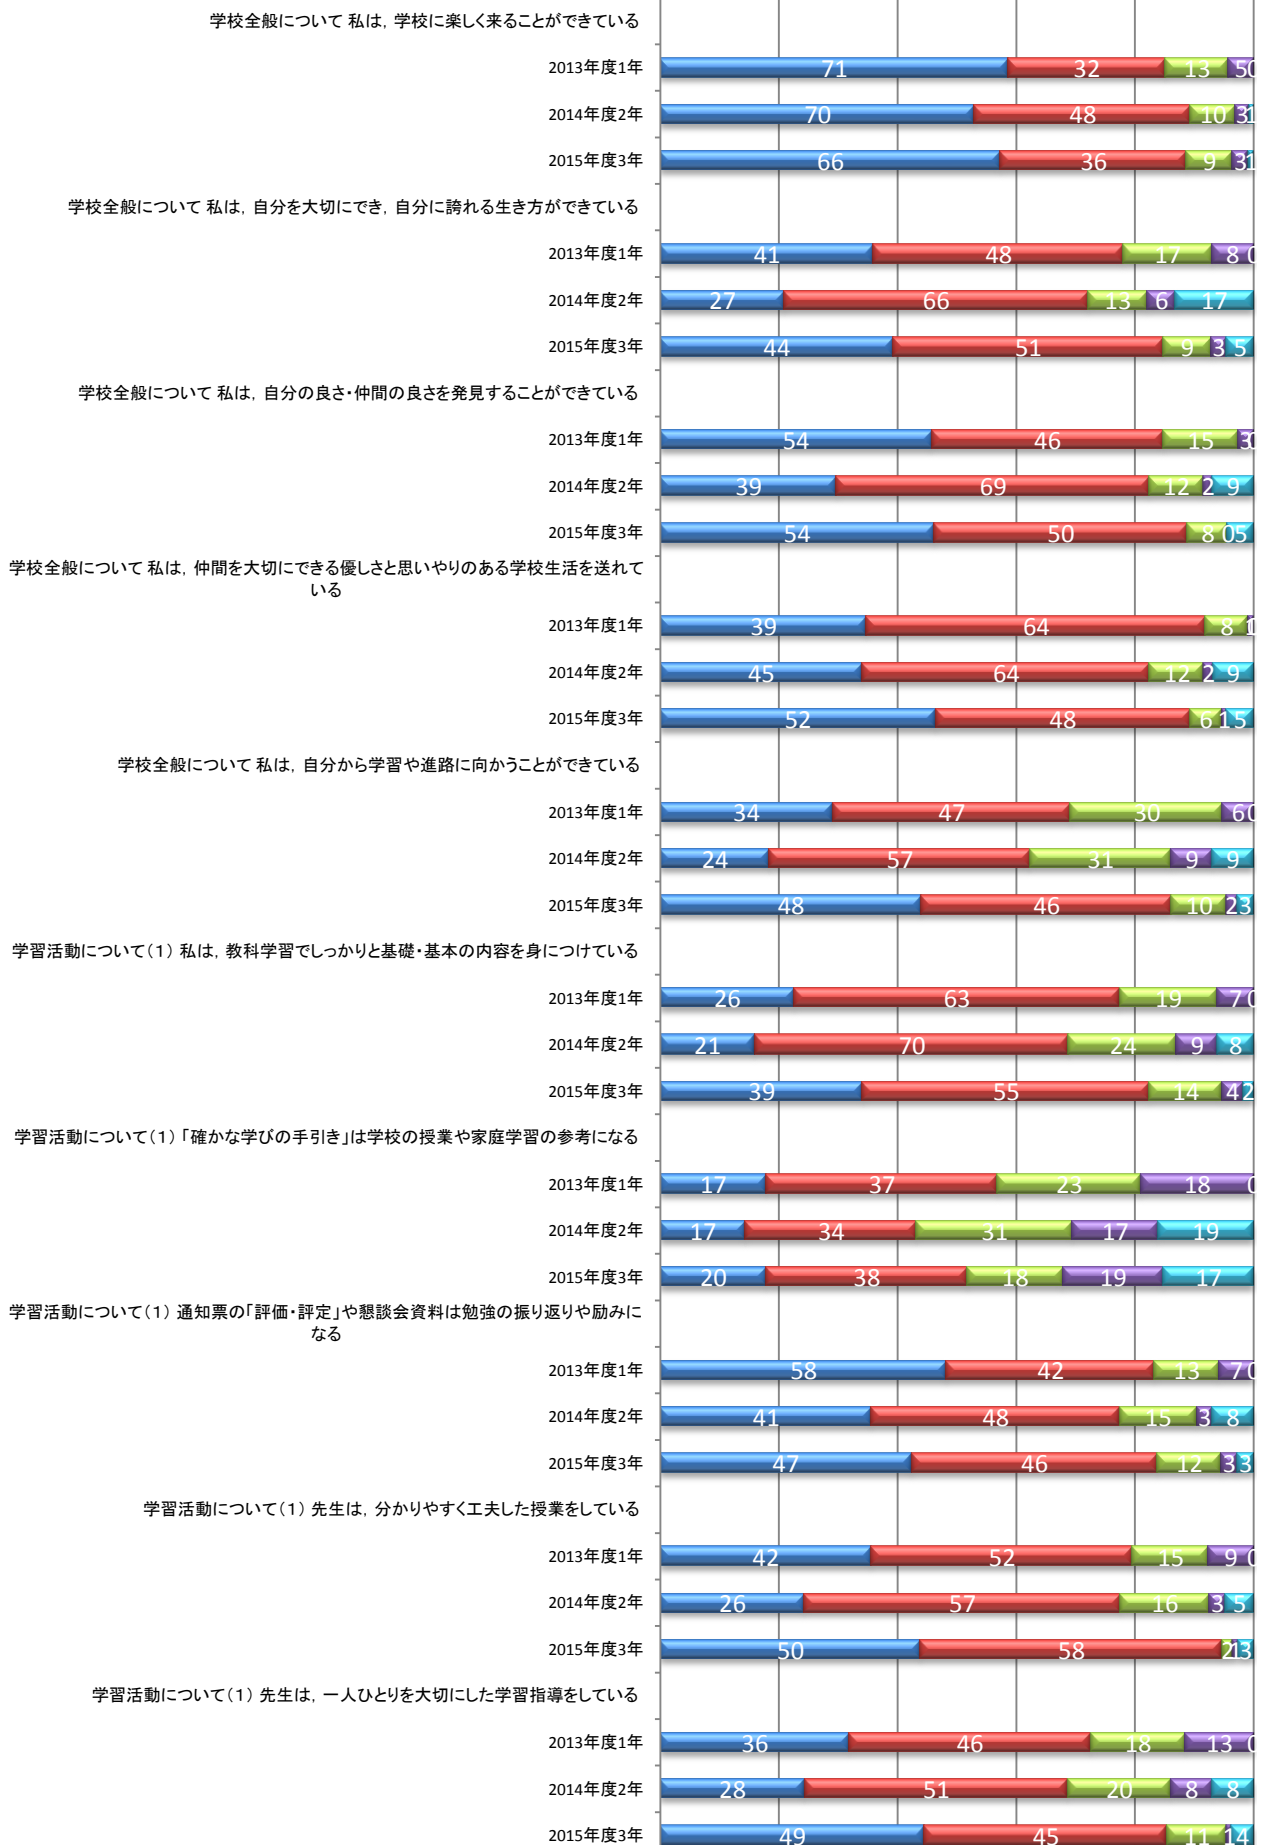 学校全般について 私は，学校に楽しく来ることができている
2013年度1年 71 32 13 5 0
2014年度2年 70 48 10 3 1
2015年度3年 66 36 9 3 1
学校全般について 私は，自分を大切にでき，自分に誇れる生き方ができている
2013年度1年 41 48 17 8 0
2014年度2年 27 66 13 6 17
2015年度3年 44 51 9 3 5
学校全般について 私は，自分の良さ・仲間の良さを発見することができている
2013年度1年 54 46 15 3 0
2014年度2年 39 69 12 2 9
2015年度3年 54 50 8 0 5
学校全般について 私は，仲間を大切にできる優しさと思いやりのある学校生活を送れて
いる
2013年度1年 39 64 8 1 0
2014年度2年 45 64 12 2 9
2015年度3年 52 48 6 1 5
学校全般について 私は，自分から学習や進路に向かうことができている
2013年度1年 34 47 30 6 0
2014年度2年 24 57 31 9 9
2015年度3年 48 46 10 2 3
学習活動について（1） 私は，教科学習でしっかりと基礎・基本の内容を身につけている
2013年度1年 26 63 19 7 0
2014年度2年 21 70 24 9 8
2015年度3年 39 55 14 4 2
学習活動について（1） 「確かな学びの手引き」は学校の授業や家庭学習の参考になる
2013年度1年 17 37 23 18 0
2014年度2年 17 34 31 17 19
2015年度3年 20 38 18 19 17
学習活動について（1） 通知票の「評価・評定」や懇談会資料は勉強の振り返りや励みに
なる
2013年度1年 58 42 13 7 0
2014年度2年 41 48 15 3 8
2015年度3年 47 46 12 3 3
学習活動について（1） 先生は，分かりやすく工夫した授業をしている
2013年度1年 42 52 15 9 0
2014年度2年 26 57 16 3 5
2015年度3年 50 58 2 1 3
学習活動について（1） 先生は，一人ひとりを大切にした学習指導をしている
2013年度1年 36 46 18 13 0
2014年度2年 28 51 20 8 8
2015年度3年 49 45 11 1 4